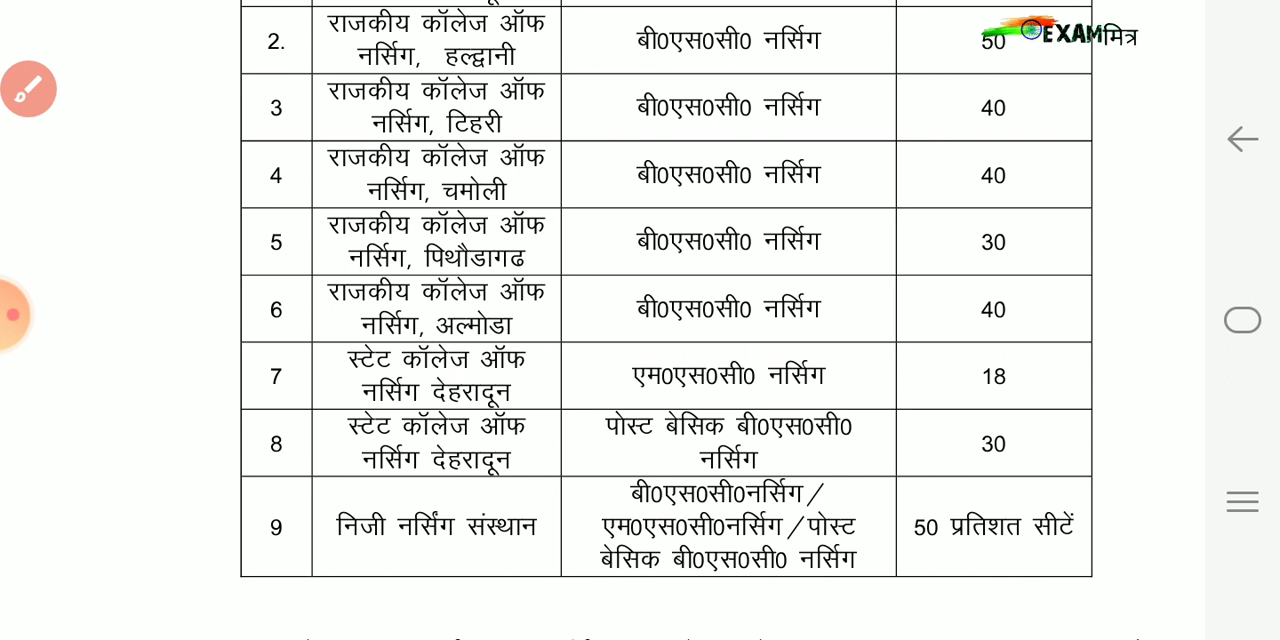 2.
राजकीय कॉलेज ऑफ
नर्सिग, हल्द्वानी
बी0एस0सी0 नर्सिग
50
EXAMमित्र
3
राजकीय कॉलेज ऑफ
नर्सिग, टिहरी
बी0एस0सी0 नर्सिग
40
4
राजकीय कॉलेज ऑफ
नर्सिग, चमोली
बी0एस0सी0 नर्सिग
40
5
राजकीय कॉलेज ऑफ
नर्सिग, पिथौडागढ
बी0एस0सी0 नर्सिग
30
6
राजकीय कॉलेज ऑफ
नर्सिग, अल्मोडा
बी0एस0सी0 नर्सिग
40
7
स्टेट कॉलेज ऑफ
नर्सिग देहरादून
एम0एस0सी0 नर्सिग
18
8
स्टेट कॉलेज ऑफ
नर्सिग देहरादून
पोस्ट बेसिक बी0एस0सी0
नर्सिग
30
9
निजी नर्सिंग संस्थान
बी0एस0सी0नर्सिग /
एम0एस0सी0नर्सिग / पोस्ट
बेसिक बी0एस0सी0 नर्सिग
50 प्रतिशत सीटें